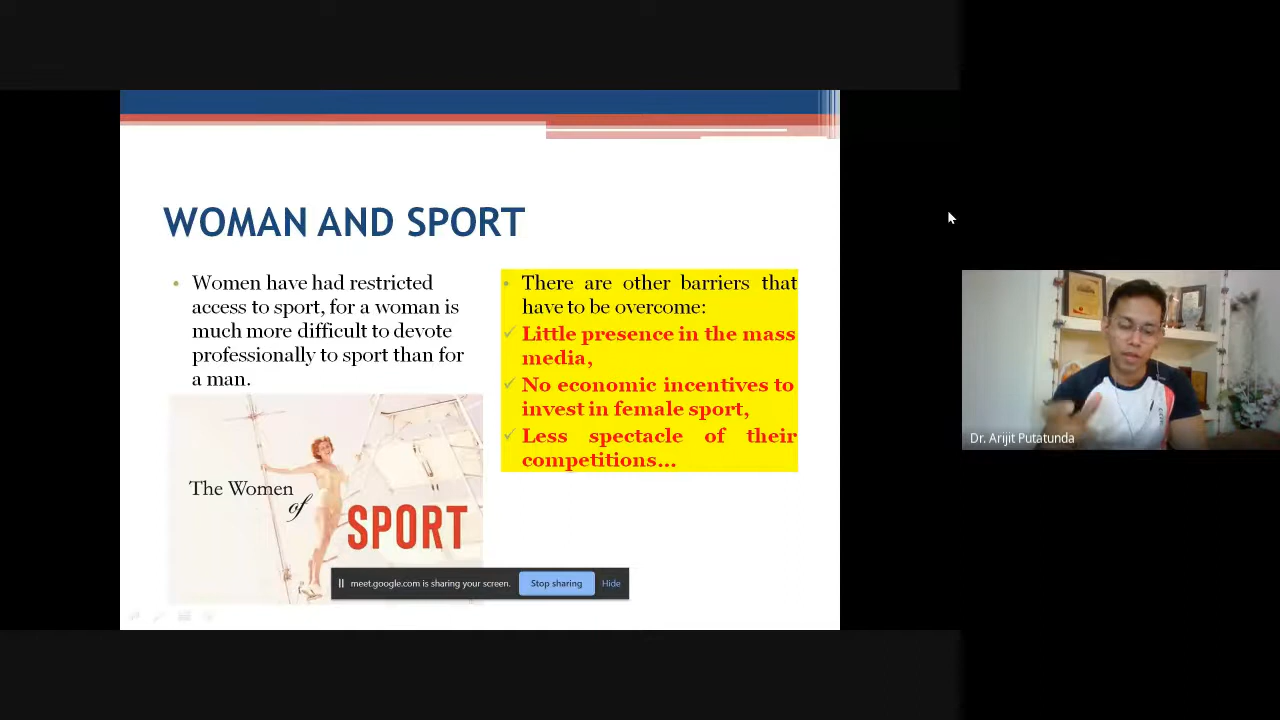 WOMAN AND SPORT
• Women have had restricted
access to sport, for a woman is
much more difficult to devote
professionally to sport than for
a man.
• There are other barriers that
have to be overcome:
✓ Little presence in the mass
media,
✓ No economic incentives to
invest in female sport,
✓ Less spectacle of their
competitions...
The Women
of
SPORT
meet.google.com is sharing your screen. Stop sharing Hide
Dr. Arijit Putatunda